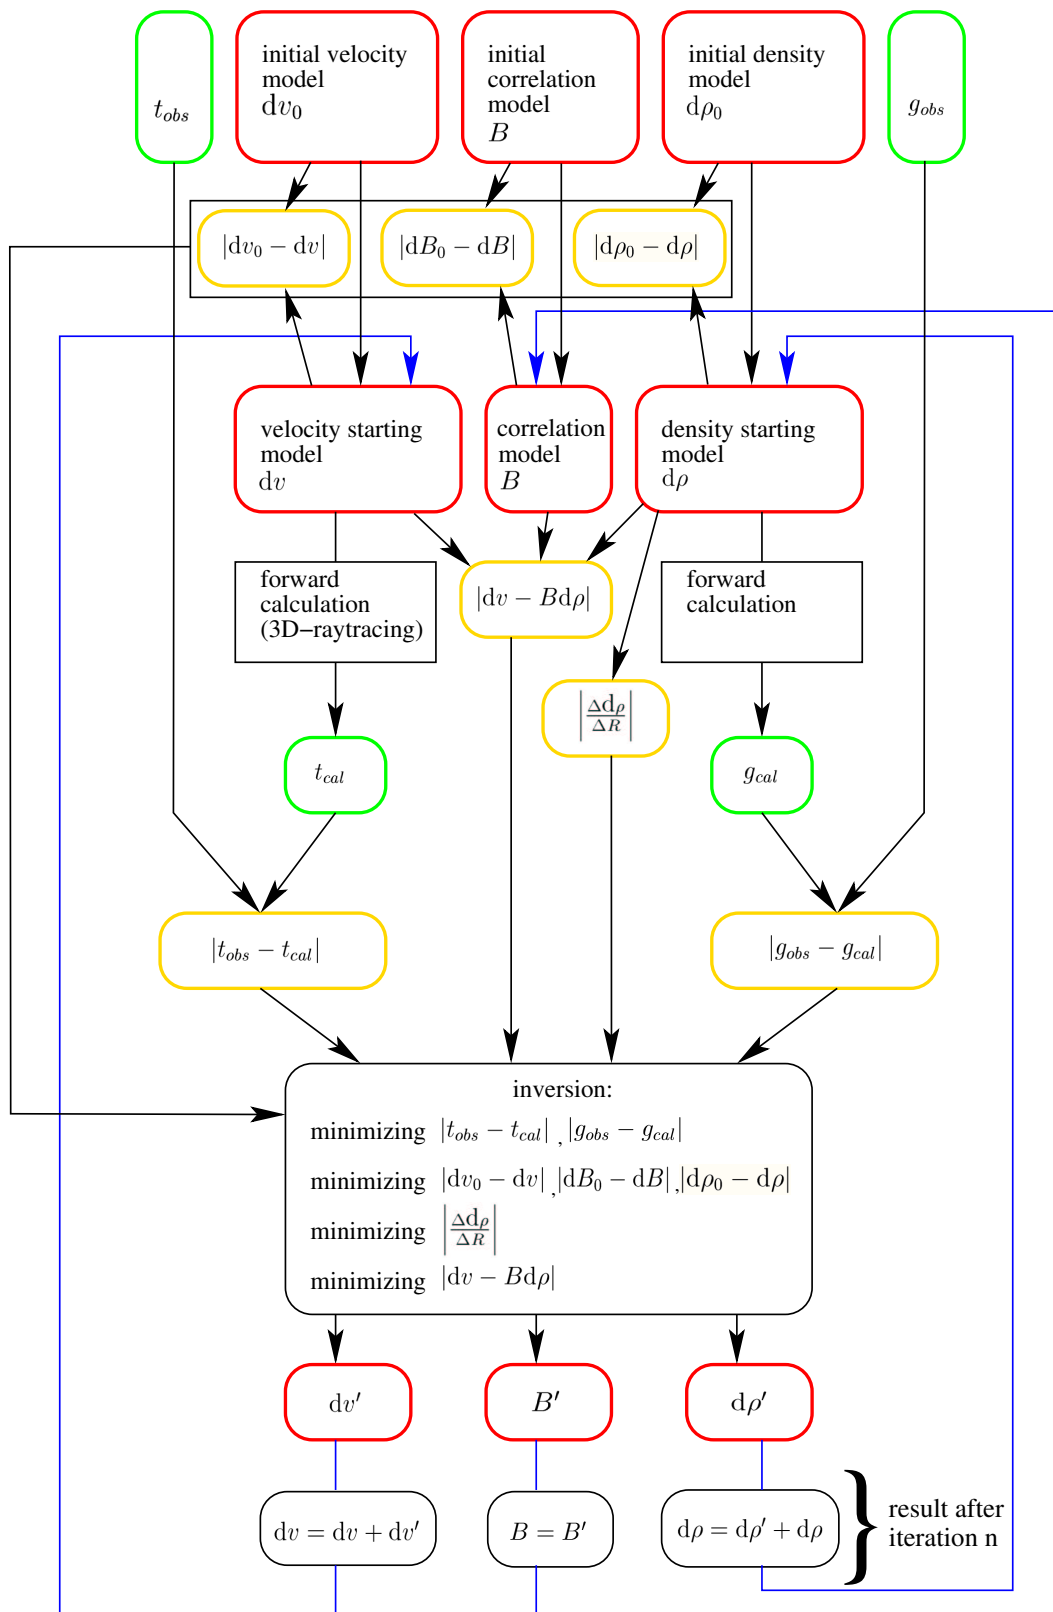 t_obs
initial velocity
model
dv_0
initial
correlation
model
B
initial density
model
dρ_0
g_obs
|dv_0 − dv|
|dB_0 − dB|
|dρ_0 − dρ|
velocity starting
model
dv
correlation
model
B
density starting
model
dρ
forward
calculation
(3D−raytracing)
|dv − Bdρ|
forward
calculation
|Δdρ/ΔR|
t_cal
g_cal
|t_obs − t_cal|
|g_obs − g_cal|
inversion:
minimizing |t_obs − t_cal| , |g_obs − g_cal|
minimizing |dv_0 − dv| , |dB_0 − dB| , |dρ_0 − dρ|
minimizing |Δdρ/ΔR|
minimizing |dv − Bdρ|
dv′
B′
dρ′
dv = dv + dv′
B = B′
dρ = dρ′ + dρ
result after
iteration n